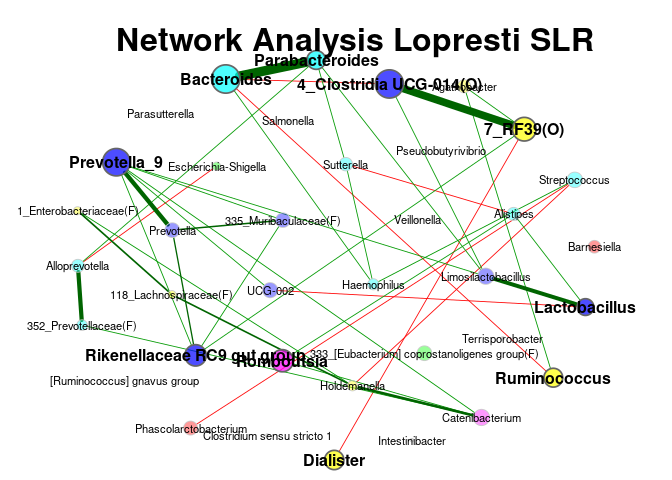 Network Analysis Lopresti SLR
Parabacteroides
Bacteroides
4_Clostridia UCG-014(O)
Agathobacter
Parasutterella
Salmonella
7_RF39(O)
Pseudobutyrivibrio
Prevotella_9
Escherichia-Shigella
Sutterella
Streptococcus
1_Enterobacteriaceae(F)
Prevotella
335_Muribaculaceae(F)
Veillonella
Alistipes
Barnesiella
Alloprevotella
118_Lachnospiraceae(F)
UCG-002
Haemophilus
Limosilactobacillus
Lactobacillus
352_Prevotellaceae(F)
Terrisporobacter
Rikenellaceae RC9 gut group
Romboutsia
333_[Eubacterium] coprostanoligenes group(F)
[Ruminococcus] gnavus group
Holdemanella
Ruminococcus
Catenibacterium
Phascolarctobacterium
Clostridium sensu stricto 1
Intestinibacter
Dialister